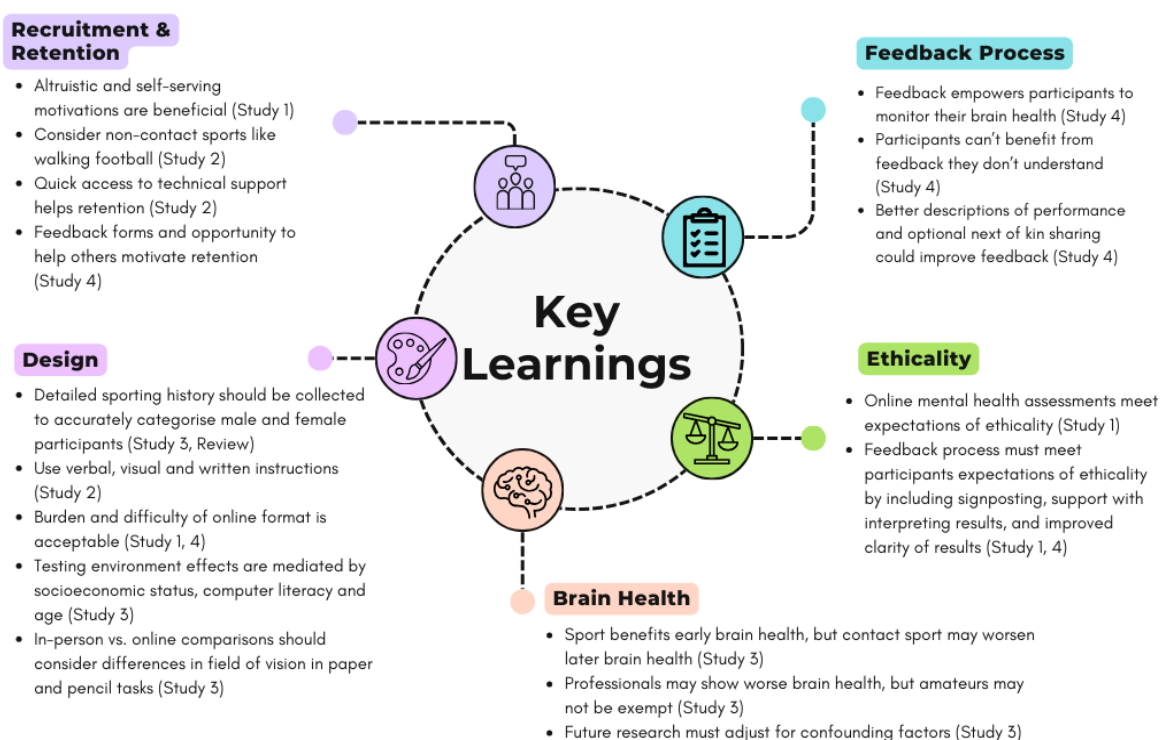 Recruitment &
Retention
• Altruistic and self-serving
motivations are beneficial (Study 1)
• Consider non-contact sports like
walking football (Study 2)
• Quick access to technical support
helps retention (Study 2)
• Feedback forms and opportunity to
help others motivate retention
(Study 4)
Feedback Process
• Feedback empowers participants to
monitor their brain health (Study 4)
• Participants can't benefit from
feedback they don't understand
(Study 4)
• Better descriptions of performance
and optional next of kin sharing
could improve feedback (Study 4)
Key
Learnings
Design
• Detailed sporting history should be collected
to accurately categorise male and female
participants (Study 3, Review)
• Use verbal, visual and written instructions
(Study 2)
• Burden and difficulty of online format is
acceptable (Study 1, 4)
• Testing environment effects are mediated by
socioeconomic status, computer literacy and
age (Study 3)
• In-person vs. online comparisons should
consider differences in field of vision in paper
and pencil tasks (Study 3)
Ethicality
• Online mental health assessments meet
expectations of ethicality (Study 1)
• Feedback process must meet
participants expectations of ethicality
by including signposting, support with
interpreting results, and improved
clarity of results (Study 1, 4)
Brain Health
• Sport benefits early brain health, but contact sport may worsen
later brain health (Study 3)
• Professionals may show worse brain health, but amateurs may
not be exempt (Study 3)
• Future research must adjust for confounding factors (Study 3)